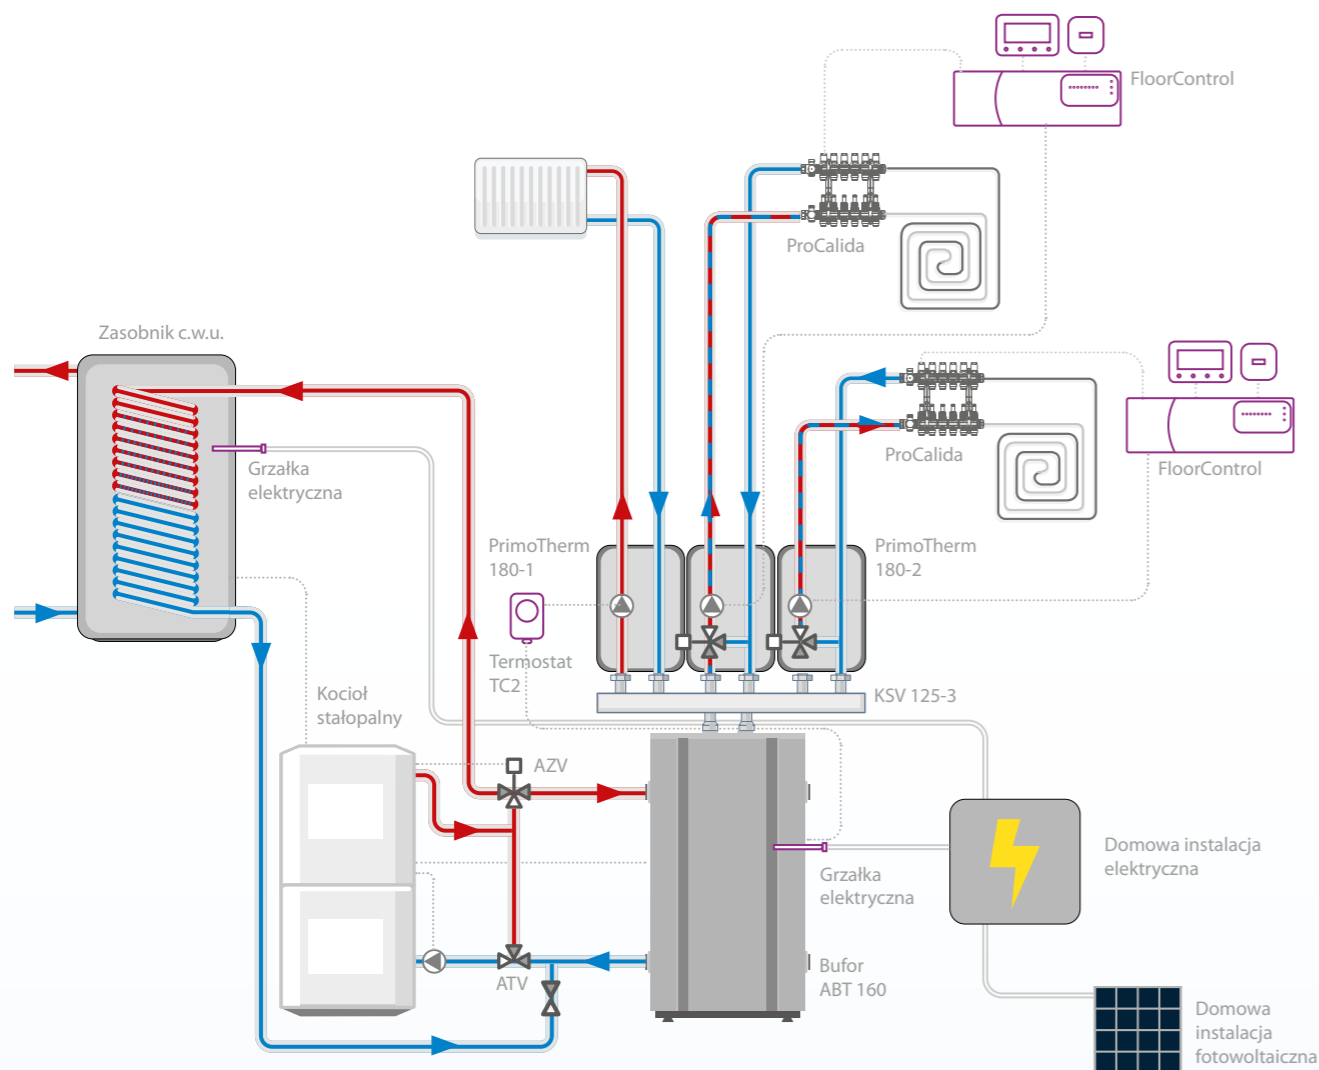 FloorControl
ProCalida
Zasobnik c.w.u.
Grzałka
elektryczna
ProCalida
FloorControl
PrimoTherm
180-1
PrimoTherm
180-2
Termostat
TC2
KSV 125-3
Kocioł
stałopalny
AZV
Domowa instalacja
elektryczna
Grzałka
elektryczna
ATV
Bufor
ABT 160
Domowa
instalacja
fotowoltaiczna